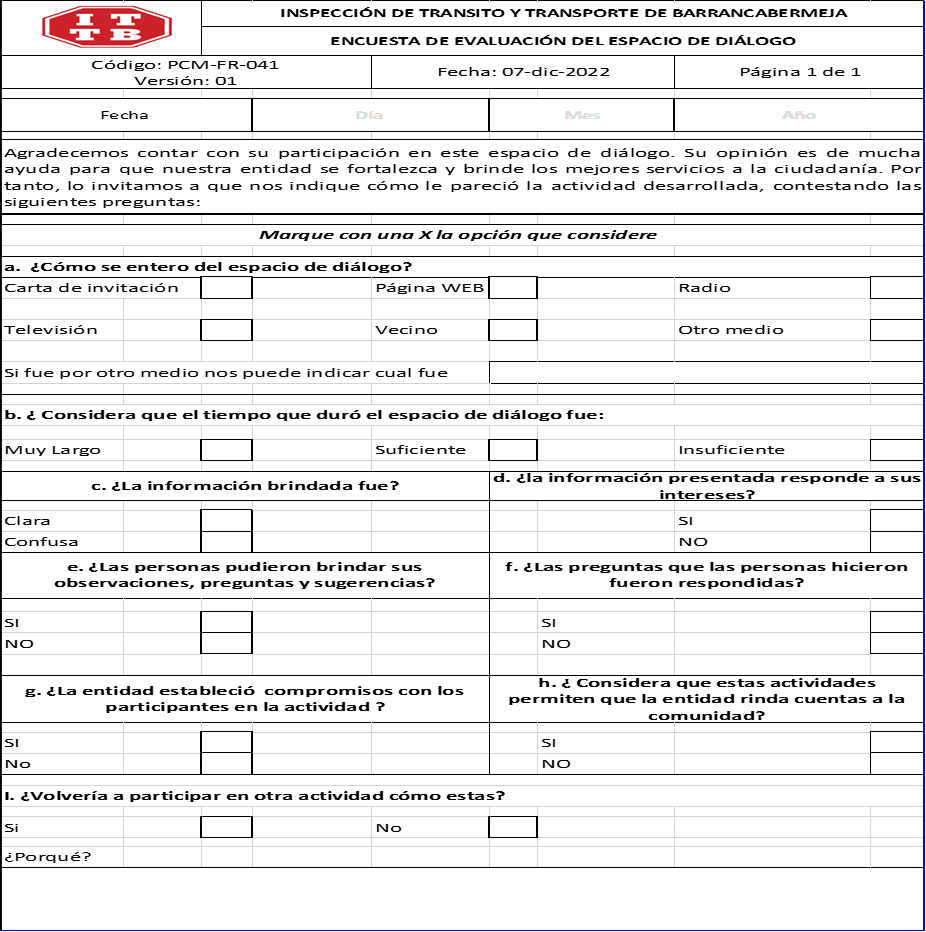 IT
TB
INSPECCIÓN DE TRANSITO Y TRANSPORTE DE BARRANCABERMEJA
ENCUESTA DE EVALUACIÓN DEL ESPACIO DE DIÁLOGO
Código: PCM-FR-041
Versión: 01
Fecha: 07-dic-2022
Página 1 de 1
Fecha Día Mes Año
Agradecemos contar con su participación en este espacio de diálogo. Su opinión es de mucha
ayuda para que nuestra entidad se fortalezca y brinde los mejores servicios a la ciudadanía. Por
tanto, lo invitamos a que nos indique cómo le pareció la actividad desarrollada, contestando las
siguientes preguntas:
Marque con una X la opción que considere
a. ¿Cómo se entero del espacio de diálogo?
Carta de invitación Página WEB Radio
Televisión Vecino Otro medio
Si fue por otro medio nos puede indicar cual fue
b. ¿ Considera que el tiempo que duró el espacio de diálogo fue:
Muy Largo Suficiente Insuficiente
c. ¿La información brindada fue?
d. ¿la información presentada responde a sus
intereses?
Clara SI
Confusa NO
e. ¿Las personas pudieron brindar sus
observaciones, preguntas y sugerencias?
f. ¿Las preguntas que las personas hicieron
fueron respondidas?
SI SI
NO NO
g. ¿La entidad estableció compromisos con los
participantes en la actividad ?
h. ¿ Considera que estas actividades
permiten que la entidad rinda cuentas a la
comunidad?
SI SI
No NO
I. ¿Volvería a participar en otra actividad cómo estas?
Si No
¿Porqué?